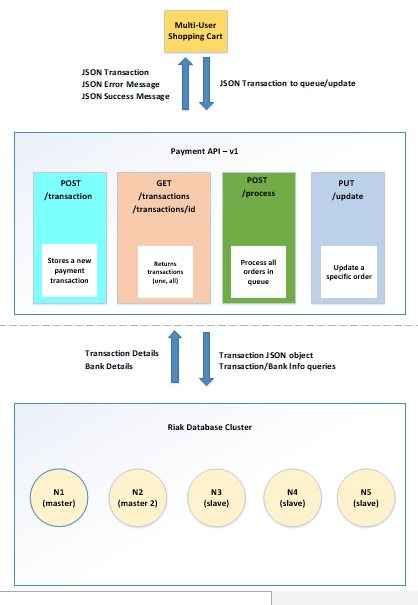 Multi-User
Shopping Cart
JSON Transaction
JSON Error Message
JSON Success Message
JSON Transaction to queue/update
Payment API – v1
POST
/transaction
Stores a new
payment
transaction
GET
/transactions
/transactions/id
Returns
transactions
(one, all)
POST
/process
Process all
orders in
queue
PUT
/update
Update a
specific order
Transaction Details
Bank Details
Transaction JSON object
Transaction/Bank Info queries
Riak Database Cluster
N1
(master)
N2
(master 2)
N3
(slave)
N4
(slave)
N5
(slave)